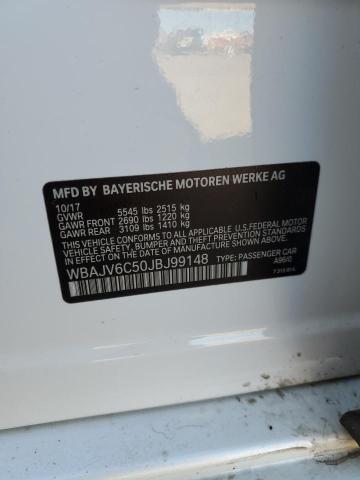 MFD BY BAYERISCHE MOTOREN WERKE AG
10/17
GVWR 5545 lbs 2515 kg
GAWR FRONT 2690 lbs 1220 kg
GAWR REAR 3109 lbs 1410 kg
THIS VEHICLE CONFORMS TO ALL APPLICABLE U.S.FEDERAL MOTOR
VEHICLE SAFETY, BUMPER, AND THEFT PREVENTION STANDARDS IN
EFFECT ON THE DATE OF MANUFACTURE SHOWN ABOVE.
WBAJV6C50JBJ99148 TYPE: PASSENGER CAR
A96/0